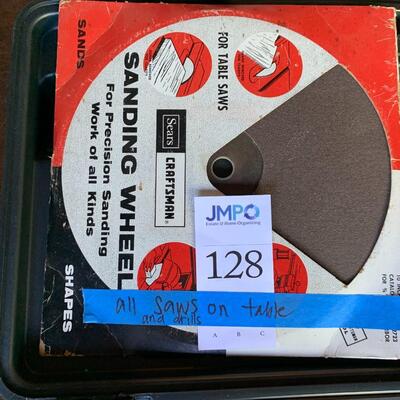 SANDS
SHAPES
SANDING WHEEL
For Precision Sanding
Work of all Kinds
Sears
CRAFTSMAN
FOR TABLE SAWS
JMPO
Estate & Home Organizing
128
A B C
all saws on table
and drills